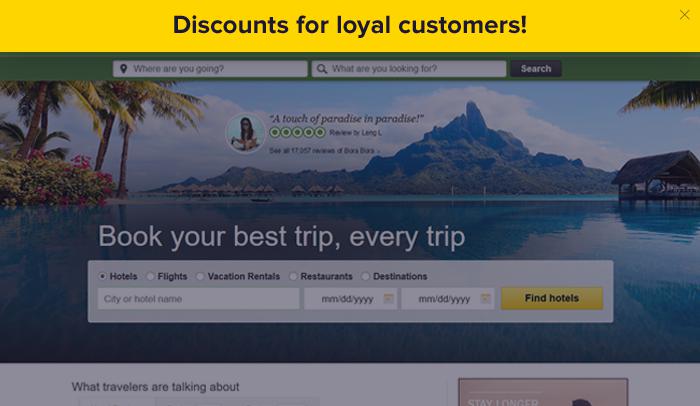 Discounts for loyal customers!
Where are you going?
What are you looking for?
Search
“A touch of paradise in paradise!”
Review by Leng L
See all 17,057 reviews of Bora Bora
Book your best trip, every trip
Hotels Flights Vacation Rentals Restaurants Destinations
City or hotel name
mm/dd/yyyy
mm/dd/yyyy
Find hotels
What travelers are talking about
STAY LONGER